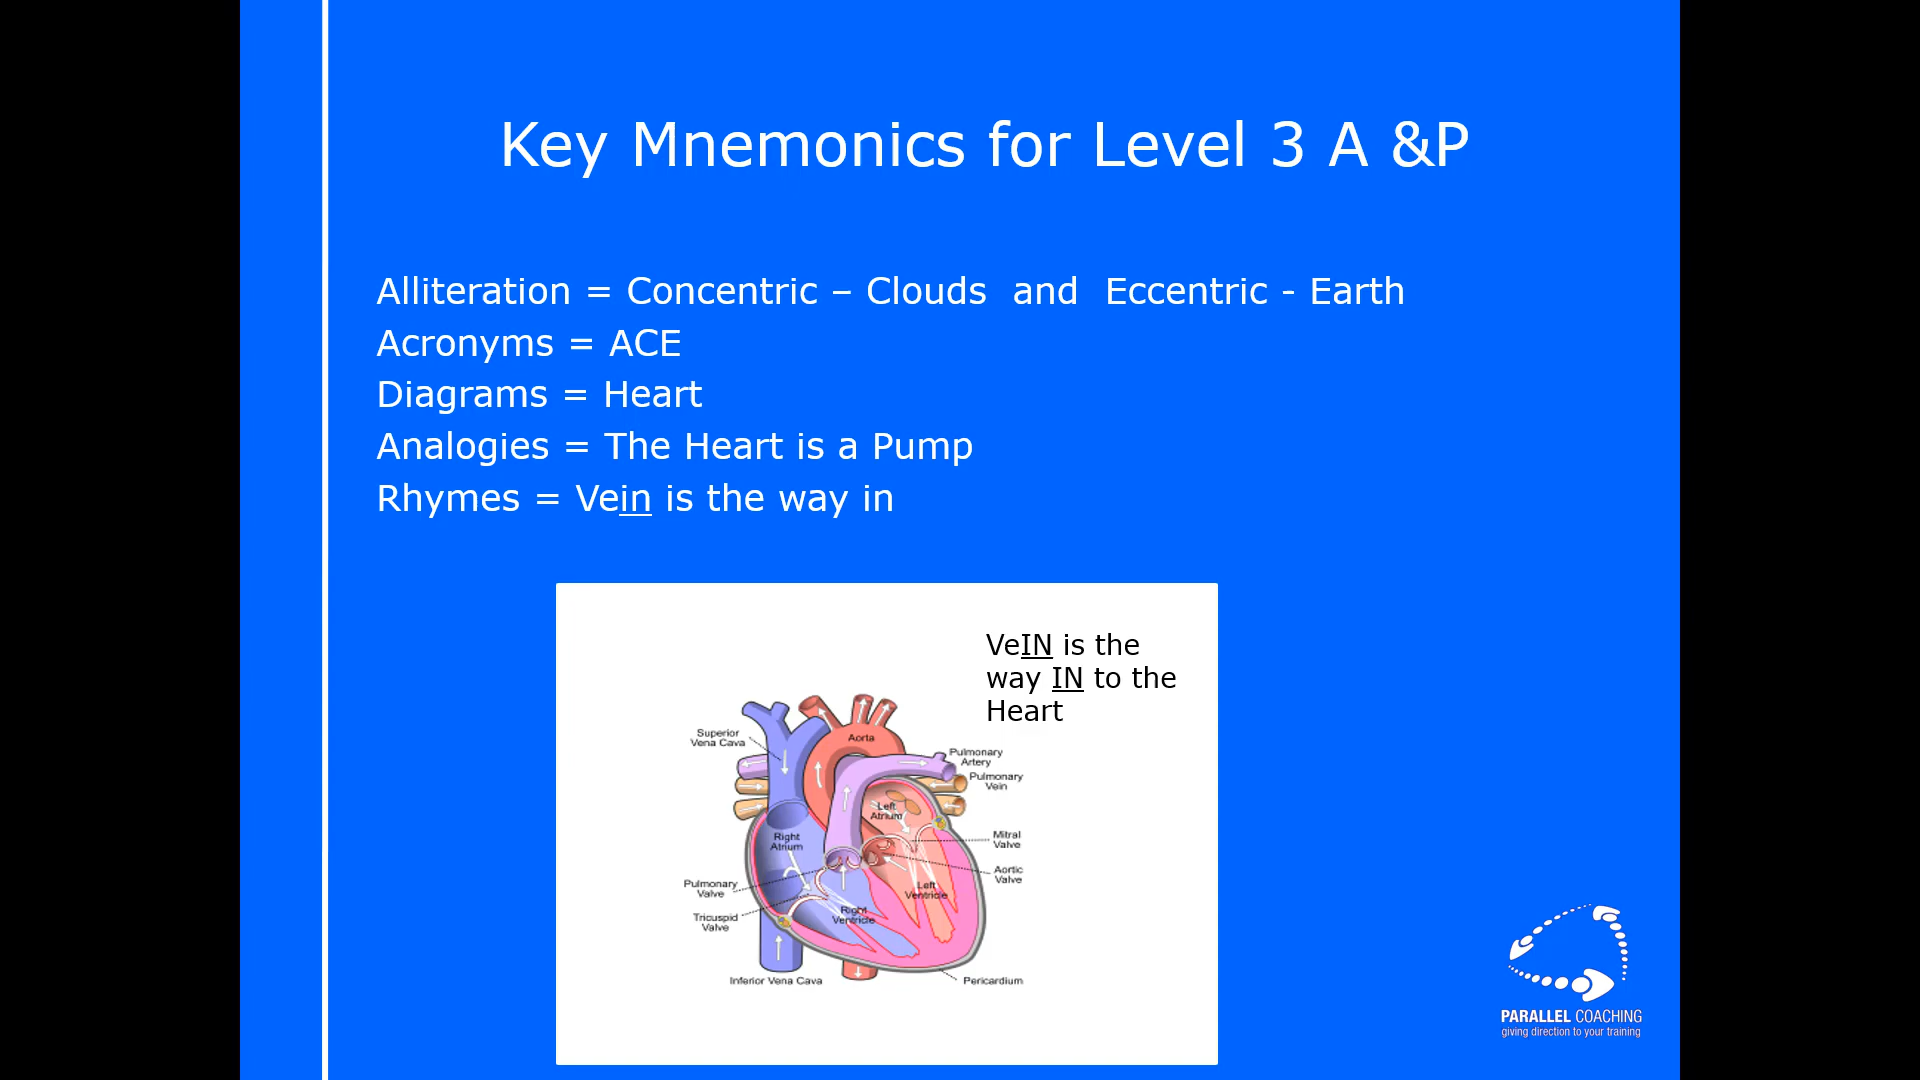 Key Mnemonics for Level 3 A &P
Alliteration = Concentric – Clouds  and  Eccentric - Earth
Acronyms = ACE
Diagrams = Heart
Analogies = The Heart is a Pump
Rhymes = Vein is the way in
VeIN is the
way IN to the
Heart
Superior
Vena Cava
Aorta
Pulmonary
Artery
Pulmonary
Vein
Left
Atrium
Right
Atrium
Mitral
Valve
Aortic
Valve
Pulmonary
Valve
Left
Ventricle
Right
Ventricle
Tricuspid
Valve
Inferior Vena Cava
Pericardium
PARALLEL COACHING
giving direction to your training